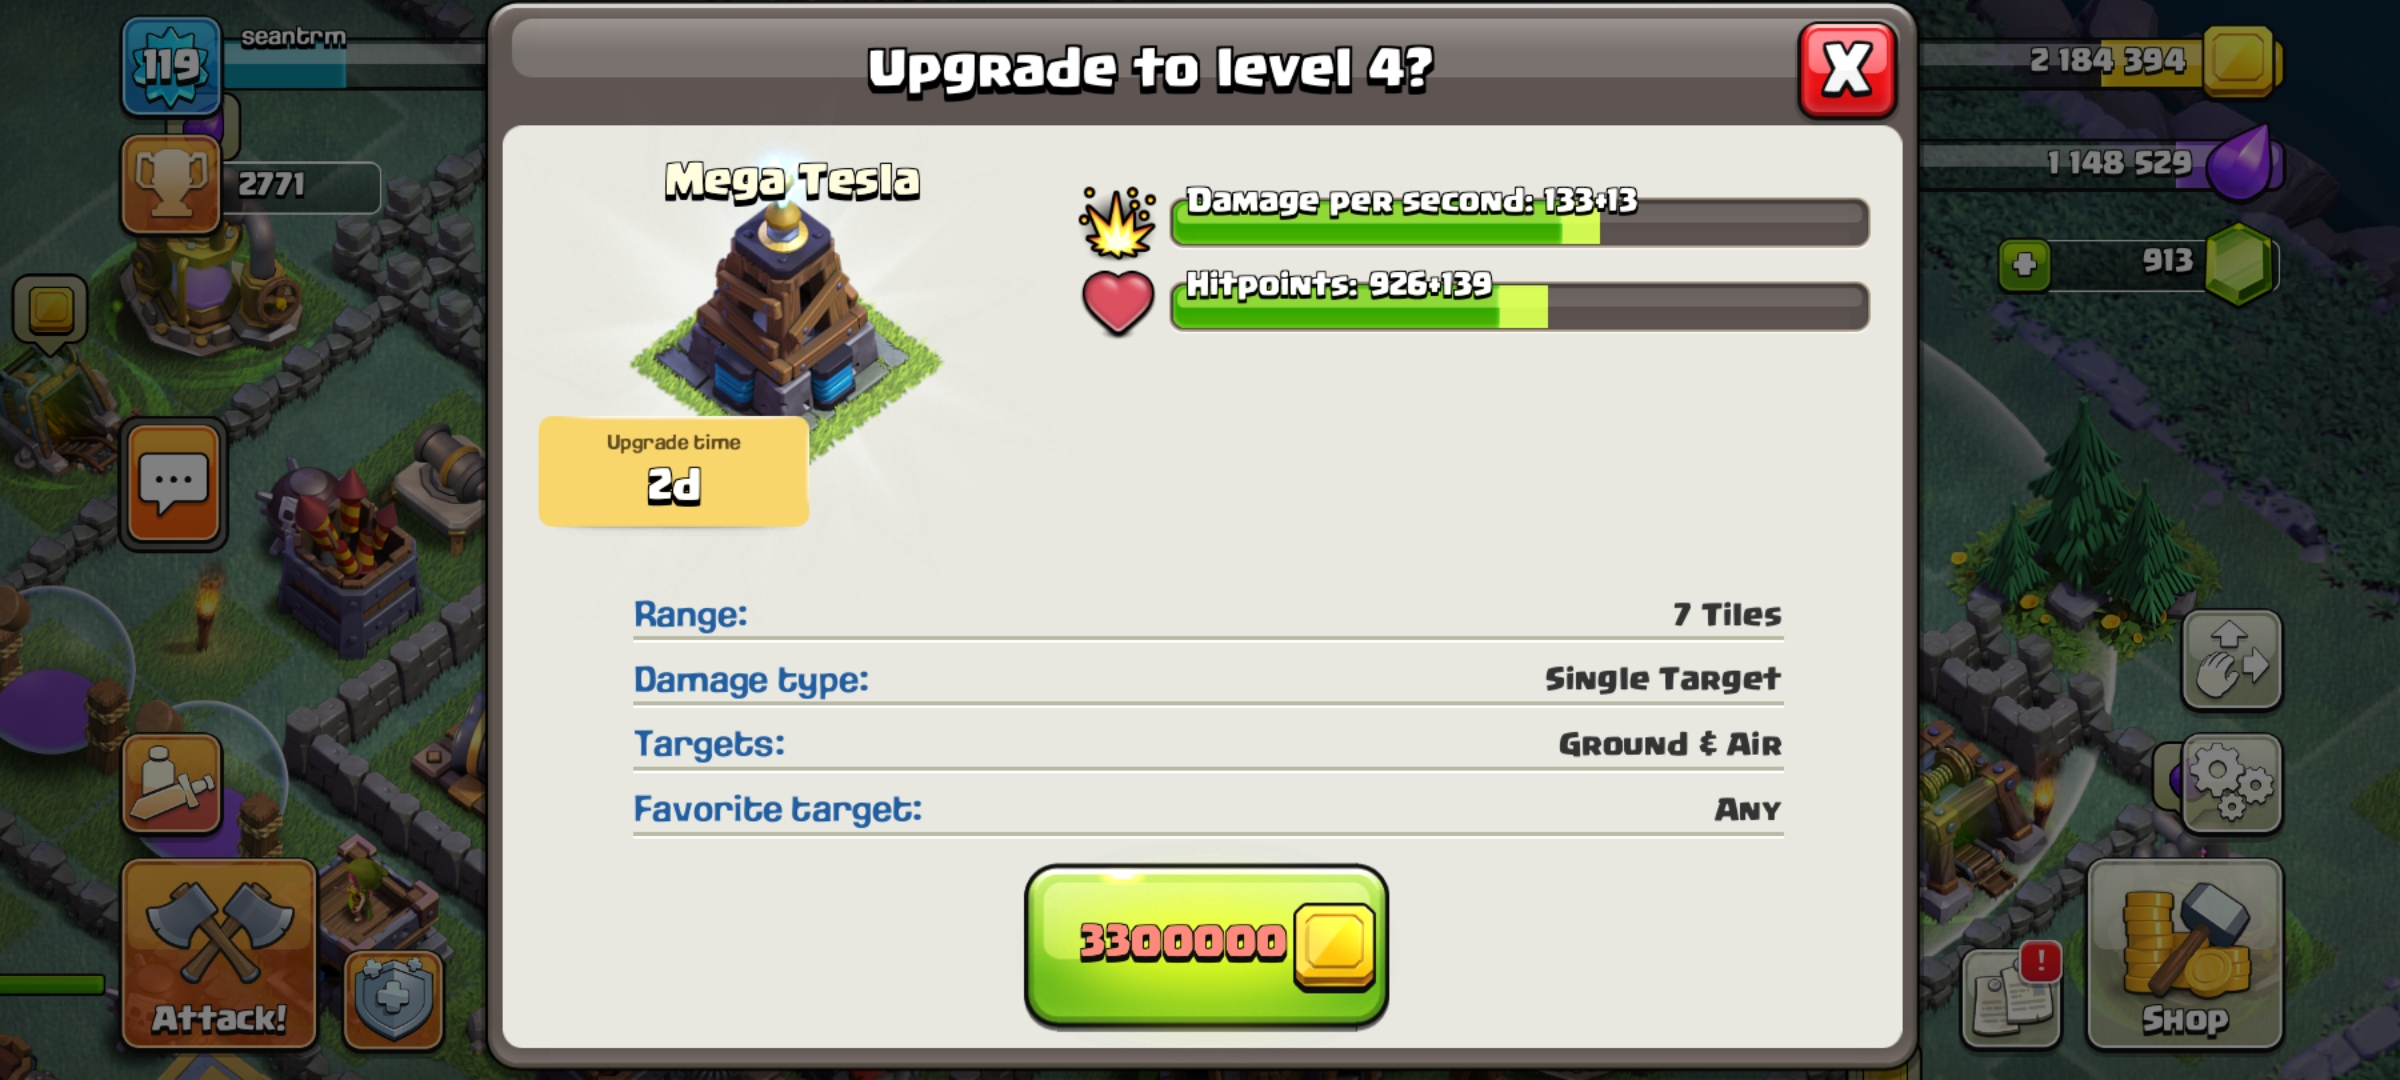 119
seantrm
2771
Upgrade to level 4?
X
2 184 394
1 148 529
913
Mega Tesla
Damage per second: 133+13
Hitpoints: 926+139
Upgrade time
2d
Range: 7 Tiles
Damage type: Single Target
Targets: Ground & Air
Favorite target: Any
3300000
Attack!
!
Shop